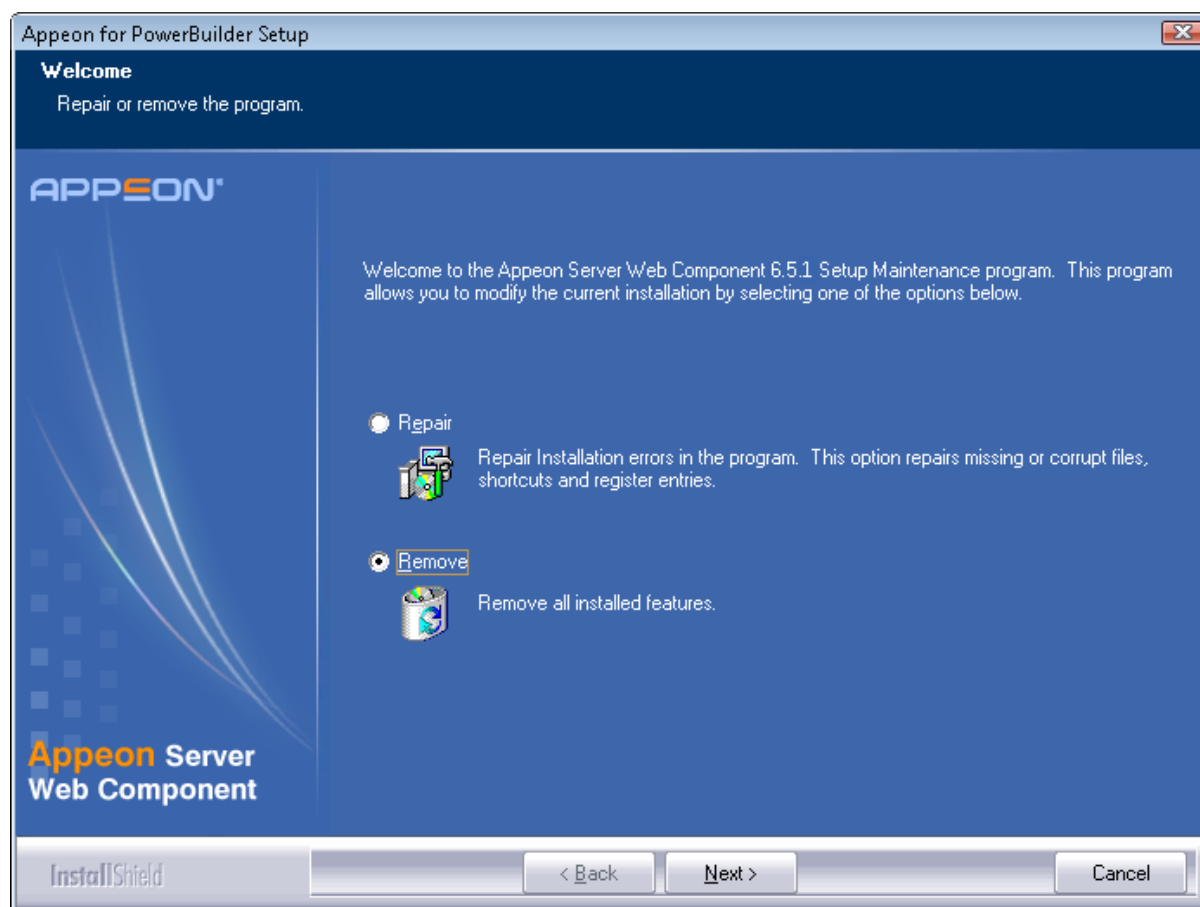 Appeon for PowerBuilder Setup
Welcome
Repair or remove the program.
APPEON
Welcome to the Appeon Server Web Component 6.5.1 Setup Maintenance program. This program
allows you to modify the current installation by selecting one of the options below.
Repair
Repair Installation errors in the program. This option repairs missing or corrupt files,
shortcuts and register entries.
Remove
Remove all installed features.
Appeon Server
Web Component
InstallShield
< Back
Next >
Cancel